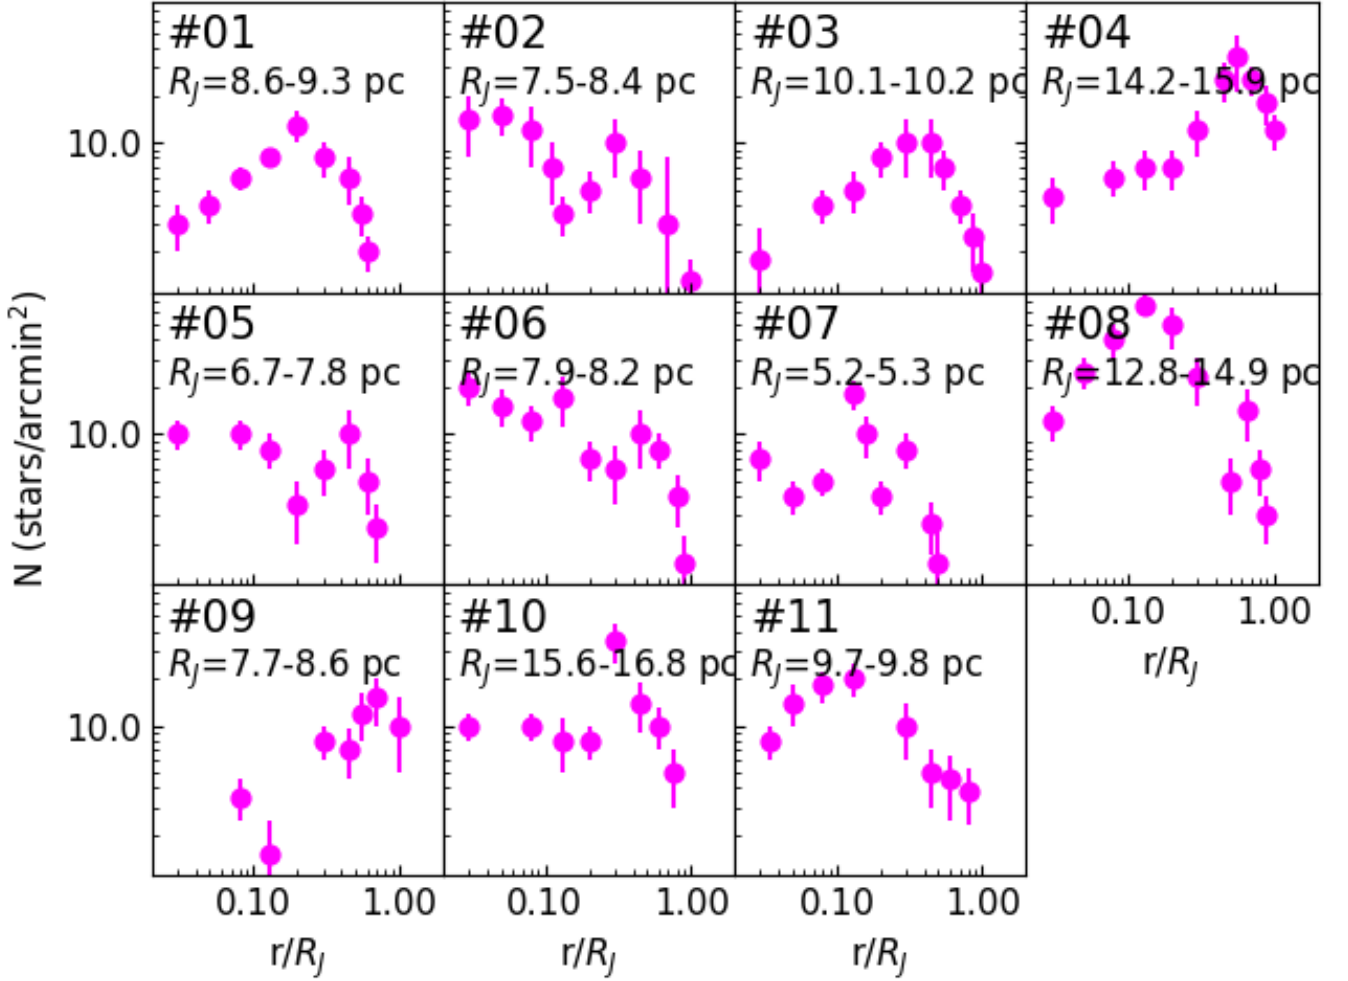 #01
R_J=8.6-9.3 pc
#02
R_J=7.5-8.4 pc
#03
R_J=10.1-10.2 pc
#04
R_J=14.2-15.9 pc
10.0
#05
R_J=6.7-7.8 pc
#06
R_J=7.9-8.2 pc
#07
R_J=5.2-5.3 pc
#08
R_J=12.8-14.9 pc
10.0
N (stars/arcmin²)
#09
R_J=7.7-8.6 pc
#10
R_J=15.6-16.8 pc
#11
R_J=9.7-9.8 pc
0.10 1.00
r/R_J
10.0
0.10 1.00 0.10 1.00 0.10 1.00
r/R_J r/R_J r/R_J